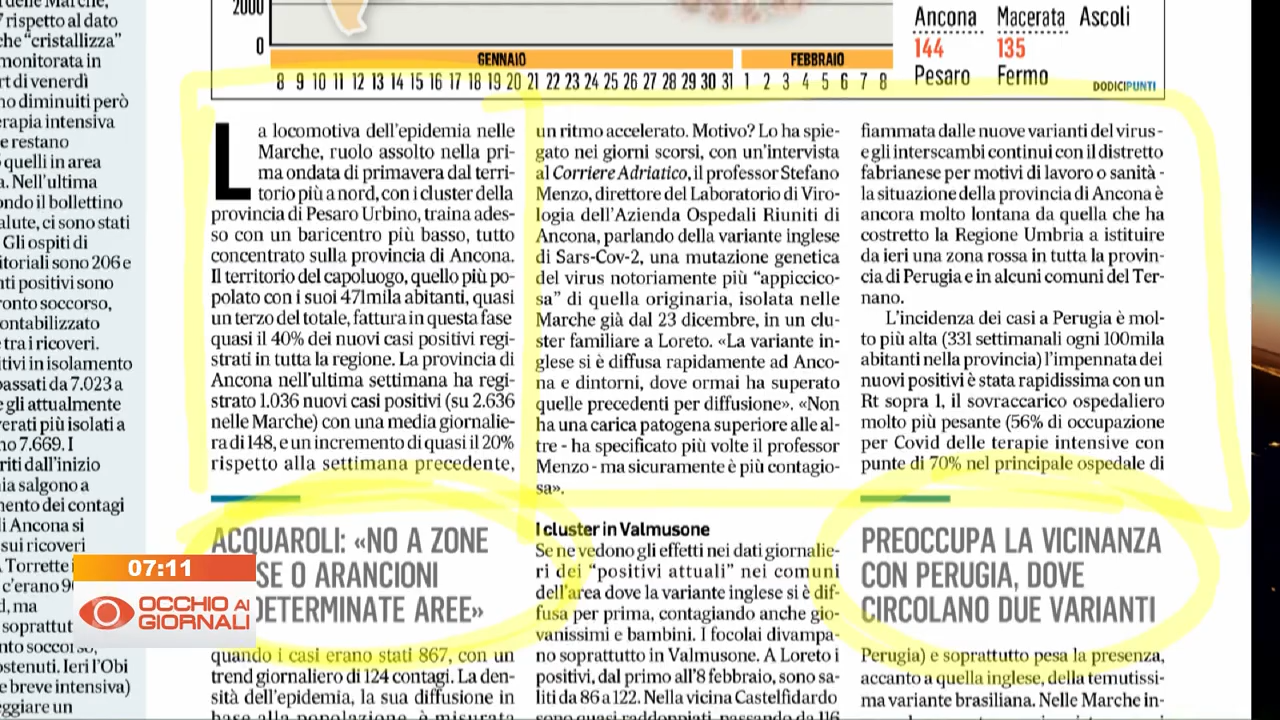 delle Marche,
7 rispetto al dato
che “cristallizza”
monitorata in
rt di venerdì
no diminuiti però
erapia intensiva
e restano
quelli in area
a. Nell'ultima
ondo il bollettino
alute, ci sono stati
Gli ospiti di
itoriali sono 206 e
nti positivi sono
ronto soccorso,
ontabilizzato
e tra i ricoveri.
itivi in isolamento
passati da 7.023 a
e gli attualmente
verati più isolati a
no 7.669. I
riti dall'inizio
nia salgono a
mento dei contagi
di Ancona si
sui ricoveri
Torrette i
c'erano 90
d, ma
soprattut
nto soccorso,
ostenuti. Ieri l'Obi
e breve intensiva)
eggiare un
2000
0
GENNAIO FEBBRAIO
8 9 10 11 12 13 14 15 16 17 18 19 20 21 22 23 24 25 26 27 28 29 30 31 1 2 3 4 5 6 7 8
Ancona Macerata Ascoli
144 135
Pesaro Fermo
DODICIPUNTI
La locomotiva dell'epidemia nelle
Marche, ruolo assolto nella pri-
ma ondata di primavera dal terri-
torio più a nord, con i cluster della
provincia di Pesaro Urbino, traina ades-
so con un baricentro più basso, tutto
concentrato sulla provincia di Ancona.
Il territorio del capoluogo, quello più po-
polato con i suoi 471mila abitanti, quasi
un terzo del totale, fattura in questa fase
quasi il 40% dei nuovi casi positivi regi-
strati in tutta la regione. La provincia di
Ancona nell'ultima settimana ha regi-
strato 1.036 nuovi casi positivi (su 2.636
nelle Marche) con una media giornalie-
ra di 148, e un incremento di quasi il 20%
rispetto alla settimana precedente,
ACQUAROLI: «NO A ZONE
SE O ARANCIONI
DETERMINATE AREE»
quando i casi erano stati 867, con un
trend giornaliero di 124 contagi. La den-
sità dell'epidemia, la sua diffusione in
base alla popolazione, è misurata
un ritmo accelerato. Motivo? Lo ha spie-
gato nei giorni scorsi, con un'intervista
al Corriere Adriatico, il professor Stefano
Menzo, direttore del Laboratorio di Viro-
logia dell'Azienda Ospedali Riuniti di
Ancona, parlando della variante inglese
di Sars-Cov-2, una mutazione genetica
del virus notoriamente più “appiccico-
sa” di quella originaria, isolata nelle
Marche già dal 23 dicembre, in un clu-
ster familiare a Loreto. «La variante in-
glese si è diffusa rapidamente ad Anco-
na e dintorni, dove ormai ha superato
quelle precedenti per diffusione». «Non
ha una carica patogena superiore alle al-
tre - ha specificato più volte il professor
Menzo - ma sicuramente è più contagio-
sa».
I cluster in Valmusone
Se ne vedono gli effetti nei dati giornalie-
ri dei “positivi attuali” nei comuni
dell'area dove la variante inglese si è dif-
fusa per prima, contagiando anche gio-
vanissimi e bambini. I focolai divampa-
no soprattutto in Valmusone. A Loreto i
positivi, dal primo all'8 febbraio, sono sa-
liti da 86 a 122. Nella vicina Castelfidardo
sono quasi raddoppiati, passando da 116
fiammata dalle nuove varianti del virus -
e gli interscambi continui con il distretto
fabrianese per motivi di lavoro o sanità -
la situazione della provincia di Ancona è
ancora molto lontana da quella che ha
costretto la Regione Umbria a istituire
da ieri una zona rossa in tutta la provin-
cia di Perugia e in alcuni comuni del Ter-
nano.
L'incidenza dei casi a Perugia è mol-
to più alta (331 settimanali ogni 100mila
abitanti nella provincia) l'impennata dei
nuovi positivi è stata rapidissima con un
Rt sopra 1, il sovraccarico ospedaliero
molto più pesante (56% di occupazione
per Covid delle terapie intensive con
punte di 70% nel principale ospedale di
PREOCCUPA LA VICINANZA
CON PERUGIA, DOVE
CIRCOLANO DUE VARIANTI
Perugia) e soprattutto pesa la presenza,
accanto a quella inglese, della temutissi-
ma variante brasiliana. Nelle Marche in-
07:11
OCCHIO AI
GIORNALI